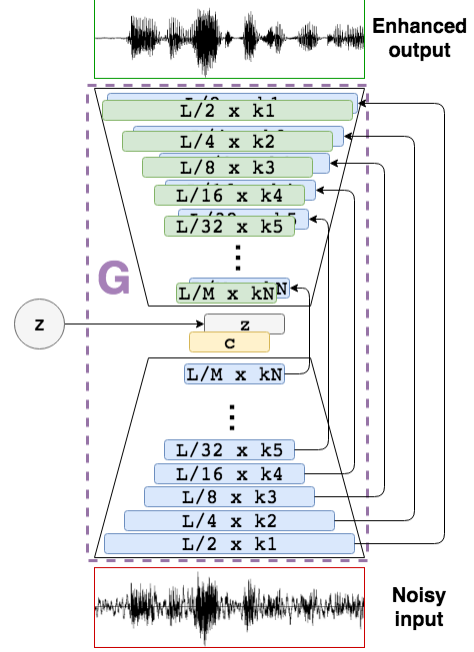 Enhanced
output
L/2 x k1
L/4 x k2
L/8 x k3
L/16 x k4
L/32 x k5
L/M x kN
G
z
z
c
L/M x kN
L/32 x k5
L/16 x k4
L/8 x k3
L/4 x k2
L/2 x k1
Noisy
input